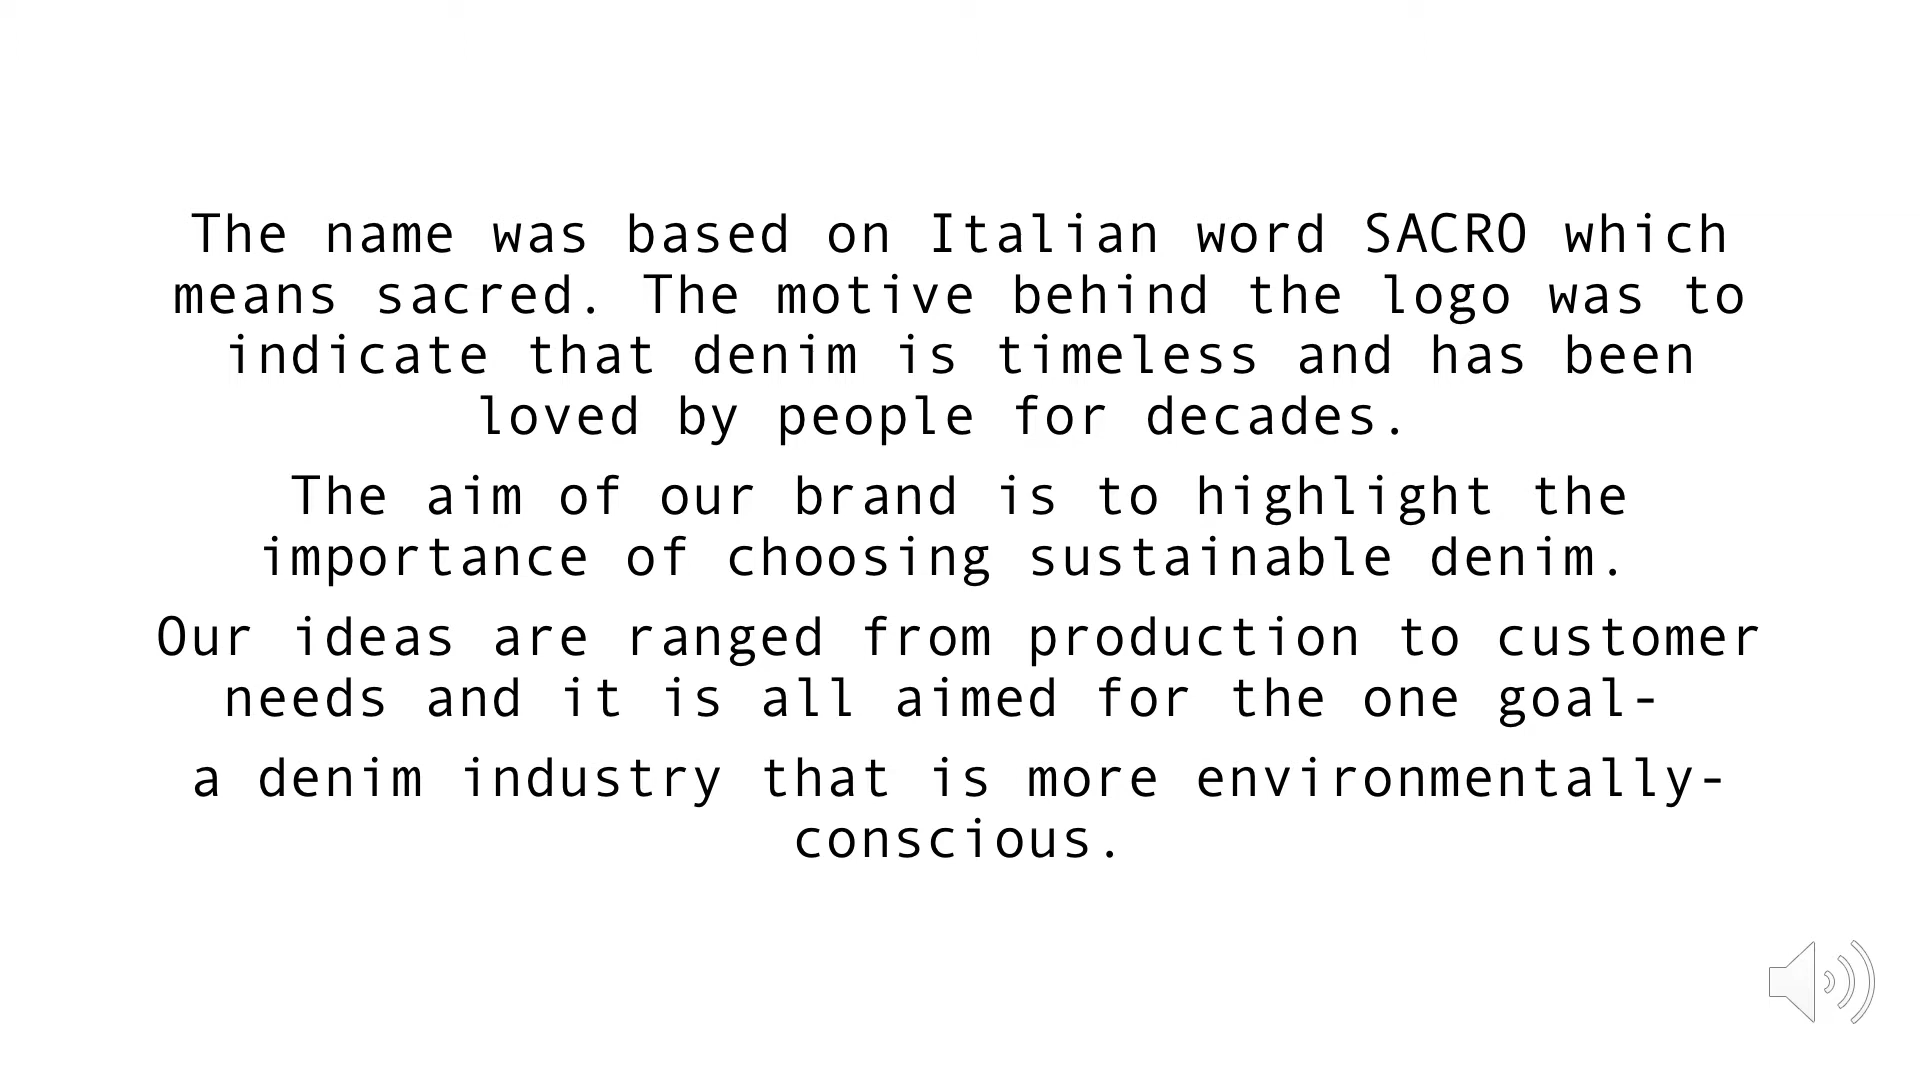 The name was based on Italian word SACRO which
means sacred. The motive behind the logo was to
indicate that denim is timeless and has been
loved by people for decades.
The aim of our brand is to highlight the
importance of choosing sustainable denim.
Our ideas are ranged from production to customer
needs and it is all aimed for the one goal-
a denim industry that is more environmentally-
conscious.